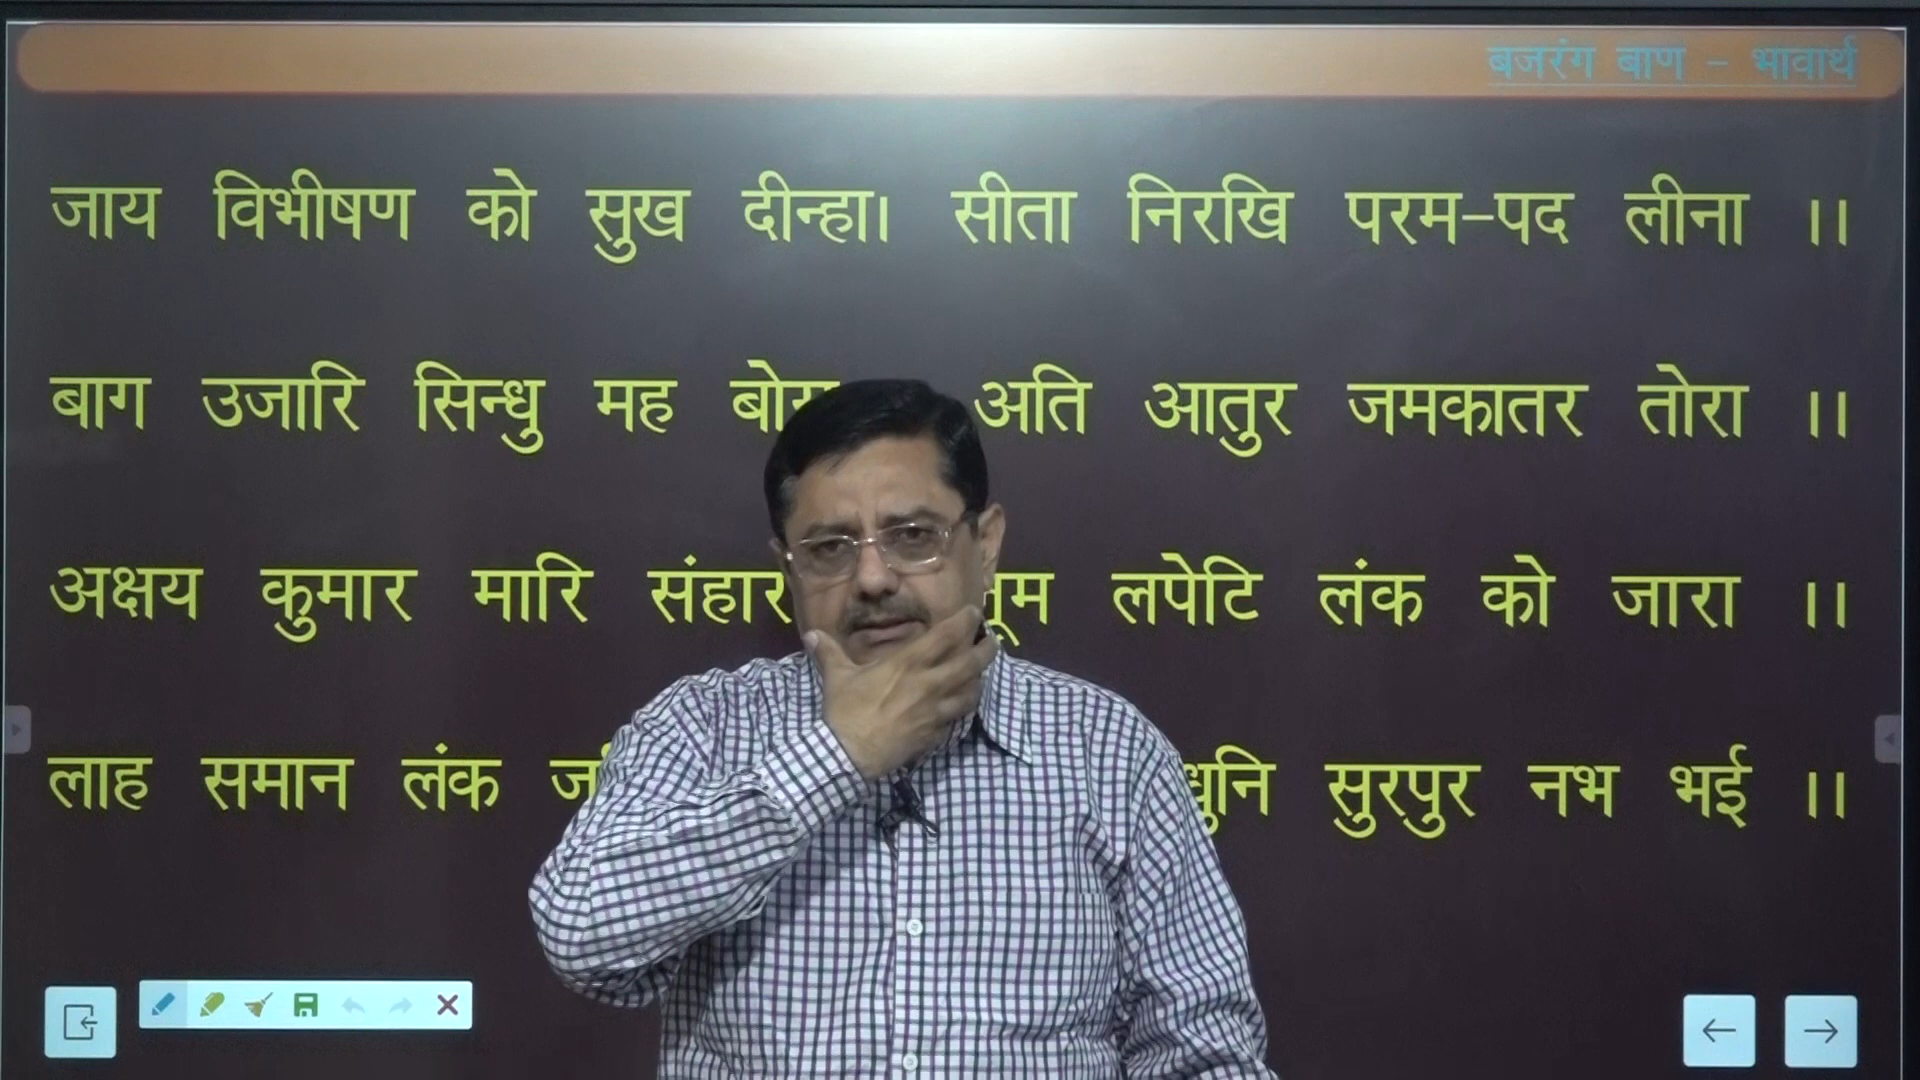 बजरंग बाण - भावार्थ
जाय विभीषण को सुख दीन्हा। सीता निरखि परम-पद लीना ।।
बाग उजारि सिन्धु मह अति आतुर जमकातर तोरा ।।
अक्षय कुमार मारि लपेटि लंक को जारा ।।
लाह समान लंक सुरपुर नभ भई ।।